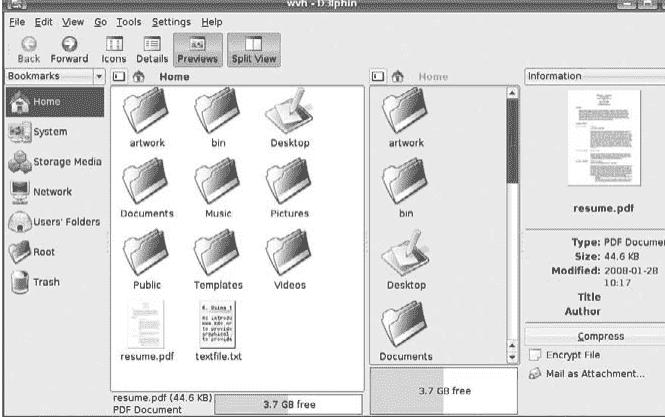 wvh - D3lphin
File Edit View Go Tools Settings Help
Back Forward Icons Details Previews Split View
Bookmarks
Home
System
Storage Media
Network
Users' Folders
Root
Trash
Home
artwork bin Desktop
Documents Music Pictures
Public Templates Videos
resume.pdf textfile.txt
resume.pdf (44.6 KB)
PDF Document
3.7 GB free
Home
artwork
bin
Desktop
Documents
3.7 GB free
Information
resume.pdf
Type: PDF Documen
Size: 44.6 KB
Modified: 2008-01-28
10:17
Title
Author
Compress
Encrypt File
Mail as Attachment...